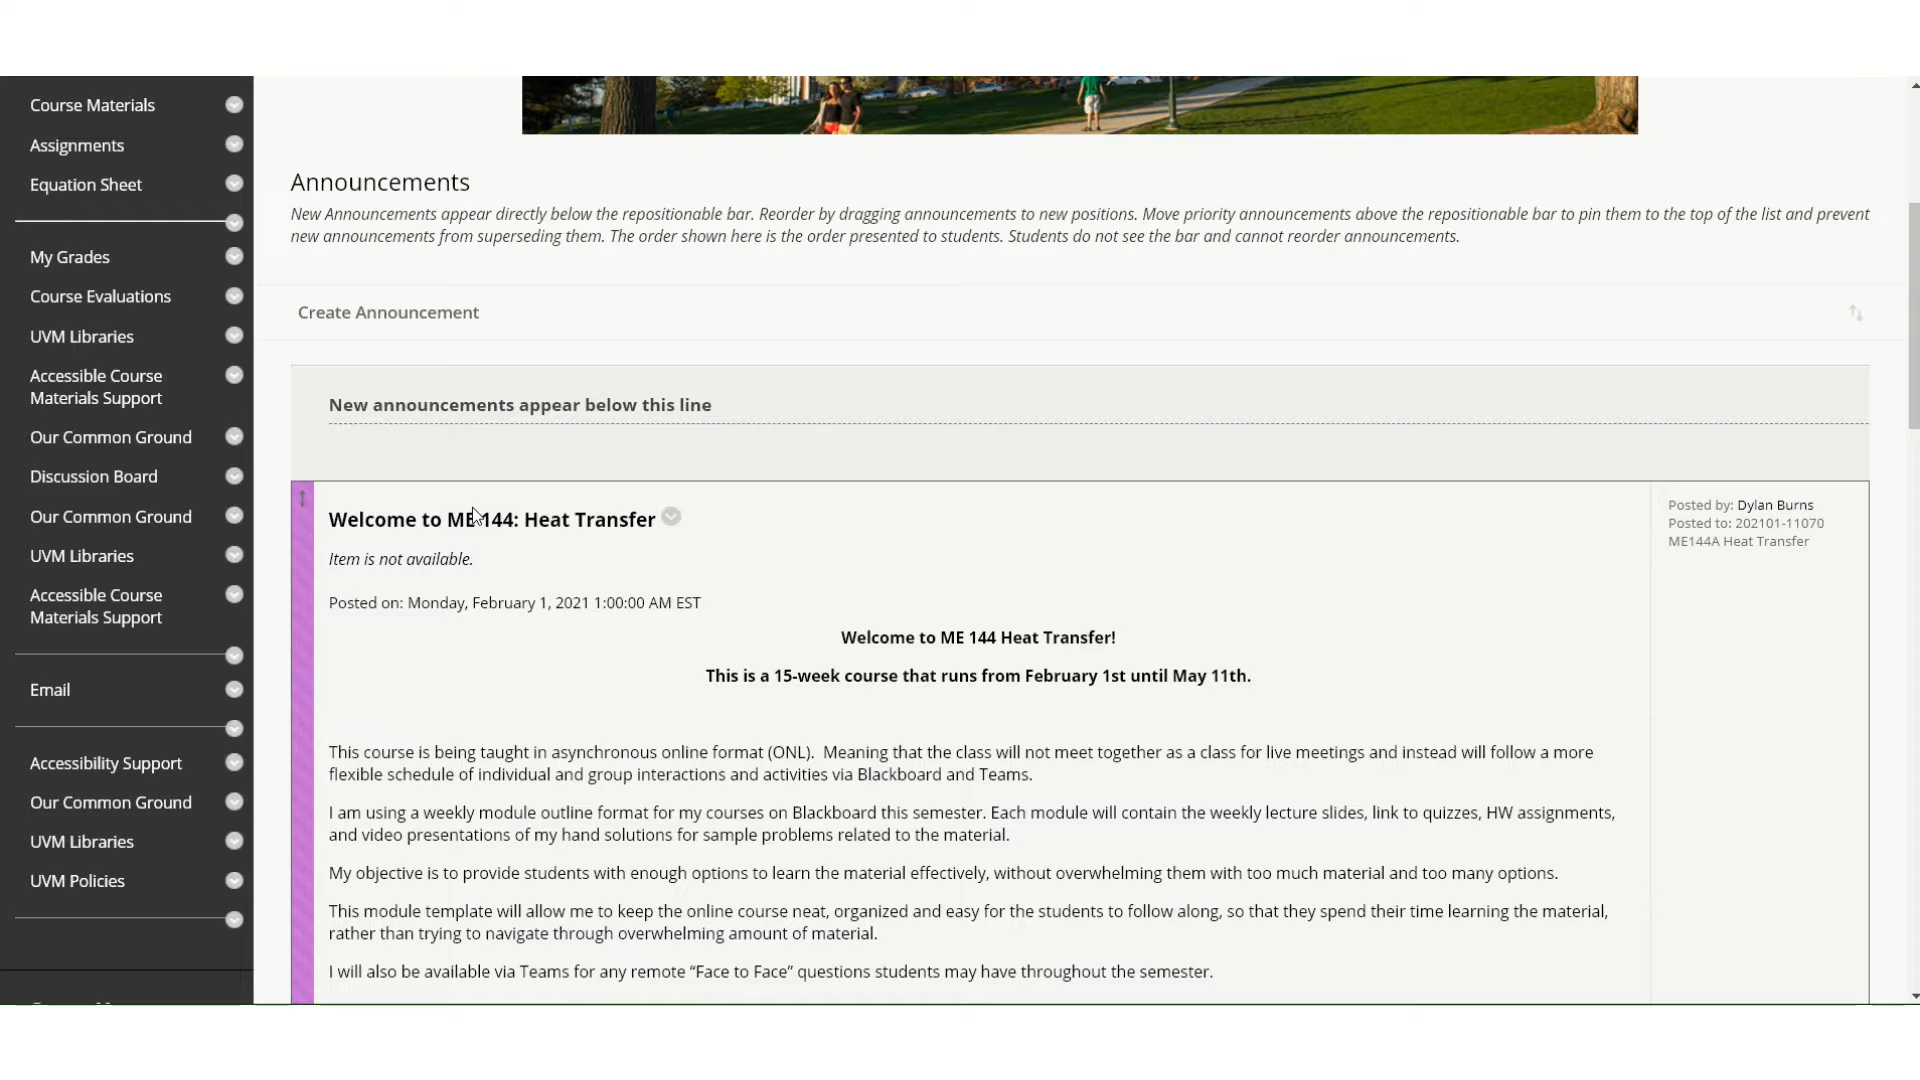 Course Materials
Assignments
Equation Sheet
My Grades
Course Evaluations
UVM Libraries
Accessible Course
Materials Support
Our Common Ground
Discussion Board
Our Common Ground
UVM Libraries
Accessible Course
Materials Support
Email
Accessibility Support
Our Common Ground
UVM Libraries
UVM Policies
Announcements
New Announcements appear directly below the repositionable bar. Reorder by dragging announcements to new positions. Move priority announcements above the repositionable bar to pin them to the top of the list and prevent
new announcements from superseding them. The order shown here is the order presented to students. Students do not see the bar and cannot reorder announcements.
Create Announcement
New announcements appear below this line
Welcome to ME 144: Heat Transfer
Item is not available.
Posted on: Monday, February 1, 2021 1:00:00 AM EST
Welcome to ME 144 Heat Transfer!
This is a 15-week course that runs from February 1st until May 11th.
This course is being taught in asynchronous online format (ONL).  Meaning that the class will not meet together as a class for live meetings and instead will follow a more
flexible schedule of individual and group interactions and activities via Blackboard and Teams.
I am using a weekly module outline format for my courses on Blackboard this semester. Each module will contain the weekly lecture slides, link to quizzes, HW assignments,
and video presentations of my hand solutions for sample problems related to the material.
My objective is to provide students with enough options to learn the material effectively, without overwhelming them with too much material and too many options.
This module template will allow me to keep the online course neat, organized and easy for the students to follow along, so that they spend their time learning the material,
rather than trying to navigate through overwhelming amount of material.
I will also be available via Teams for any remote “Face to Face” questions students may have throughout the semester.
Posted by: Dylan Burns
Posted to: 202101-11070
ME144A Heat Transfer